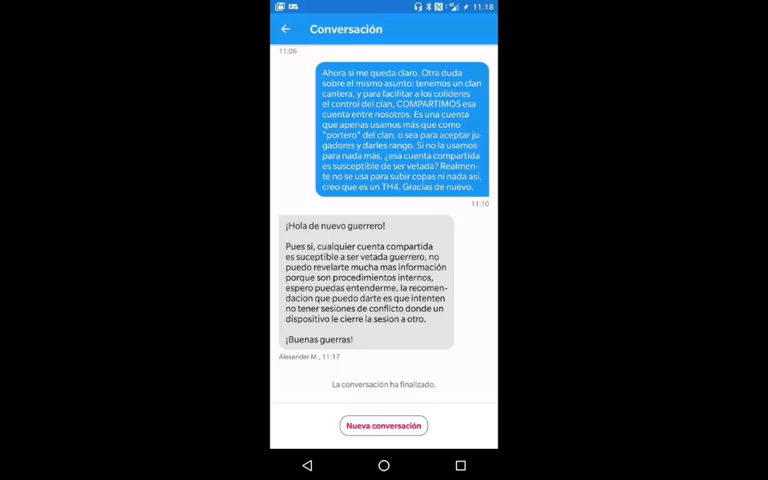 11:18
Conversación
11:06
Ahora sí me queda claro. Otra duda
sobre el mismo asunto: tenemos un clan
cantera, y para facilitar a los colíderes
el control del clan, COMPARTIMOS esa
cuenta entre nosotros. Es una cuenta
que apenas usamos más que como
"portero" del clan, o sea para aceptar ju-
gadores y darles rango. Si no la usamos
para nada más, ¿esa cuenta compartida
es susceptible de ser vetada? Realmen-
te no se usa para subir copas ni nada así,
creo que es un TH4. Gracias de nuevo.
11:10
¡Hola de nuevo guerrero!
Pues si, cualquier cuenta compartida
es suceptible a ser vetada guerrero, no
puedo revelarte mucha mas información
porque son procedimientos internos,
espero puedas entenderme, la recomen-
dacion que puedo darte es que intenten
no tener sesiones de conflicto donde un
dispositivo le cierre la sesion a otro.
¡Buenas guerras!
Alexander M., 11:17
La conversación ha finalizado.
Nueva conversación